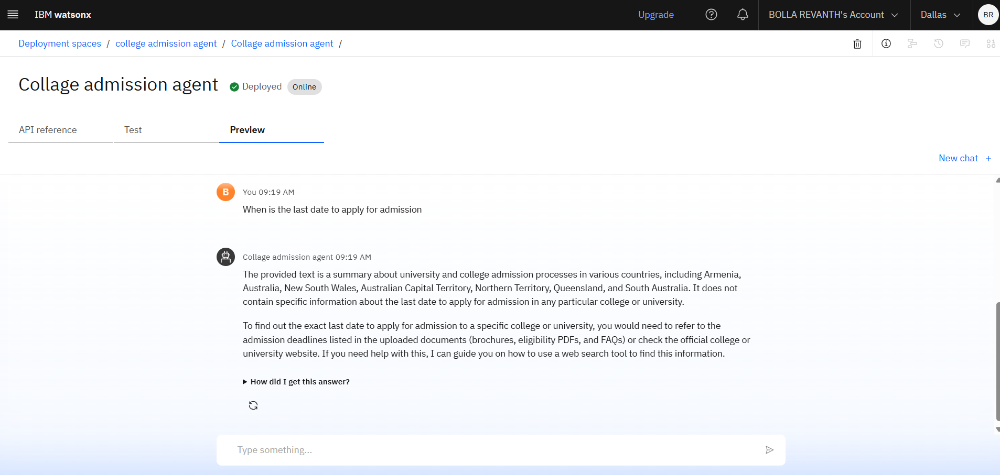 IBM watsonx
Upgrade
BOLLA REVANTH's Account
Dallas
BR
Deployment spaces / college admission agent / Collage admission agent /
Collage admission agent
Deployed
Online
API reference
Test
Preview
New chat +
B
You 09:19 AM
When is the last date to apply for admission
Collage admission agent 09:19 AM
The provided text is a summary about university and college admission processes in various countries, including Armenia,
Australia, New South Wales, Australian Capital Territory, Northern Territory, Queensland, and South Australia. It does not
contain specific information about the last date to apply for admission in any particular college or university.
To find out the exact last date to apply for admission to a specific college or university, you would need to refer to the
admission deadlines listed in the uploaded documents (brochures, eligibility PDFs, and FAQs) or check the official college or
university website. If you need help with this, I can guide you on how to use a web search tool to find this information.
How did I get this answer?
Type something...